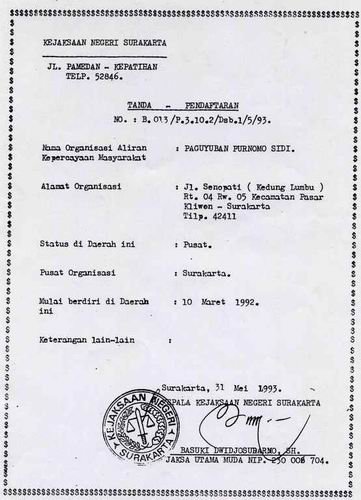 KEJAKSAAN NEGERI SURAKARTA
JL. PAMEDAN - KEPATIHAN
TELP. 52846.
TANDA - PENDAFTARAN
NO. : B.013/P.3.10.2/Dsb.1/5/93.
Nama Organisasi Aliran : PAGUYUBAN PURNOMO SIDI.
Kepercayaan Masyarakat
Alamat Organisasi : Jl. Senopati ( Kedung Lumbu )
Rt. 04 Rw. 05 Kecamatan Pasar
Kliwon - Surakarta
Tilp. 42411
Status di Daerah ini : Pusat.
Pusat Organisasi : Surakarta.
Mulai berdiri di Daerah : 10 Maret 1992.
ini
Keterangan lain-lain :
Surakarta, 31 Mei 1993.
KEPALA KEJAKSAAN NEGERI SURAKARTA
KEJAKSAAN NEGERI
SURAKARTA
BASUKI DWIDJOSUBARNO, SH.
JAKSA UTAMA MUDA NIP. 230 008 704.